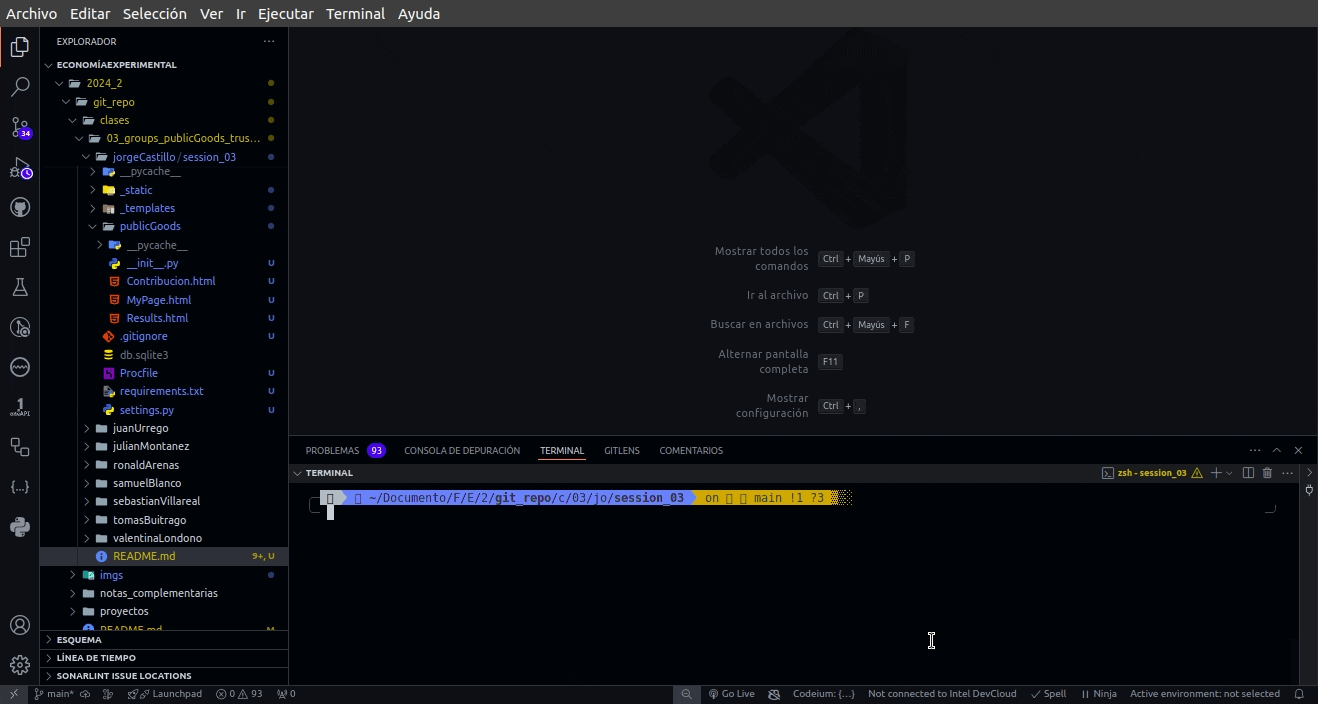 Archivo Editar Selección Ver Ir Ejecutar Terminal Ayuda
EXPLORADOR
ECONOMÍAEXPERIMENTAL
2024_2
git_repo
clases
03_groups_publicGoods_trus...
jorgeCastillo / session_03
__pycache__
_static
_templates
publicGoods
__pycache__
__init__.py U
Contribucion.html U
MyPage.html U
Results.html U
.gitignore U
db.sqlite3
Procfile U
requirements.txt U
settings.py U
juanUrrego
julianMontanez
ronaldArenas
samuelBlanco
sebastianVillareal
tomasBuitrago
valentinaLondono
README.md 9+, U
imgs
notas_complementarias
proyectos
README.md M
ESQUEMA
LÍNEA DE TIEMPO
SONARLINT ISSUE LOCATIONS
34
Mostrar todos los comandos Ctrl + Mayús + P
Ir al archivo Ctrl + P
Buscar en archivos Ctrl + Mayús + F
Alternar pantalla completa F11
Mostrar configuración Ctrl + ,
PROBLEMAS 93 CONSOLA DE DEPURACIÓN TERMINAL GITLENS COMENTARIOS
TERMINAL zsh - session_03
~/Documento/F/E/2/git_repo/c/03/jo/session_03 on main !1 ?3
main* Launchpad 0 93 0 Go Live Codeium: {...} Not connected to Intel DevCloud Spell Ninja Active environment: not selected